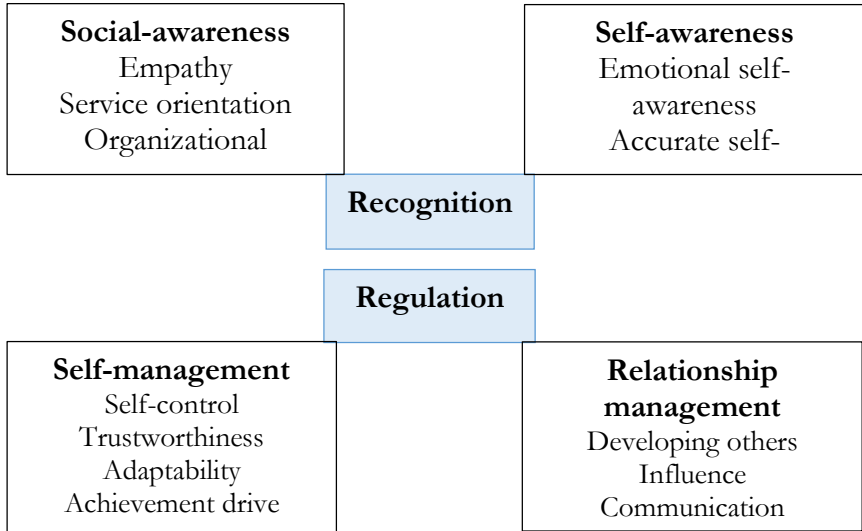 Social-awareness
Empathy
Service orientation
Organizational
Self-awareness
Emotional self-
awareness
Accurate self-
Recognition
Regulation
Self-management
Self-control
Trustworthiness
Adaptability
Achievement drive
Relationship
management
Developing others
Influence
Communication